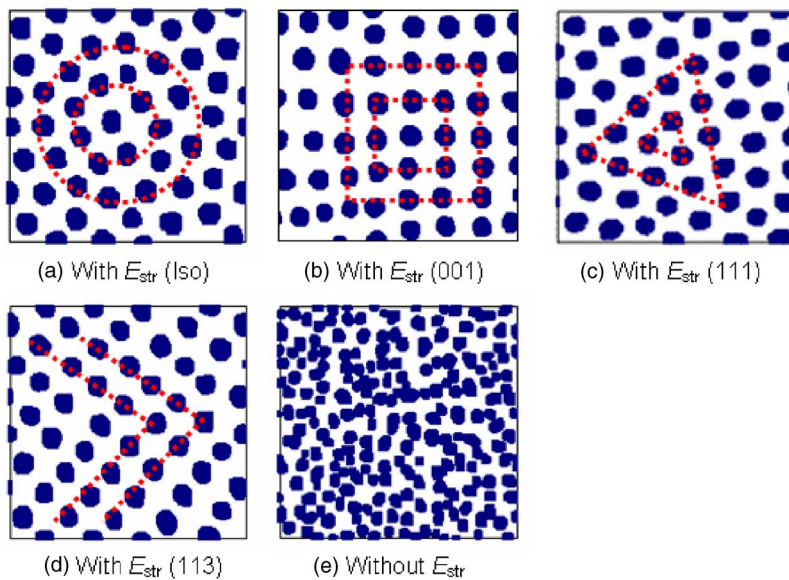 (a) With Estr (Iso)
(b) With Estr (001)
(c) With Estr (111)
(d) With Estr (113)
(e) Without Estr